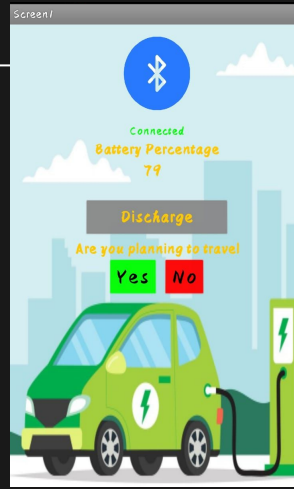 Screen1
Connected
Battery Percentage
79
Discharge
Are you planning to travel
Yes No